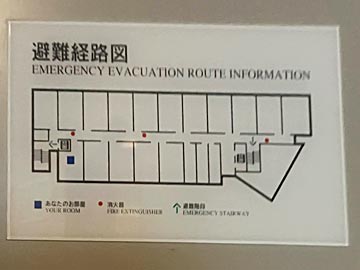 避難経路図
EMERGENCY EVACUATION ROUTE INFORMATION
あなたのお部屋
YOUR ROOM
消火器
FIRE EXTINGUISHER
避難階段
EMERGENCY STAIRWAY